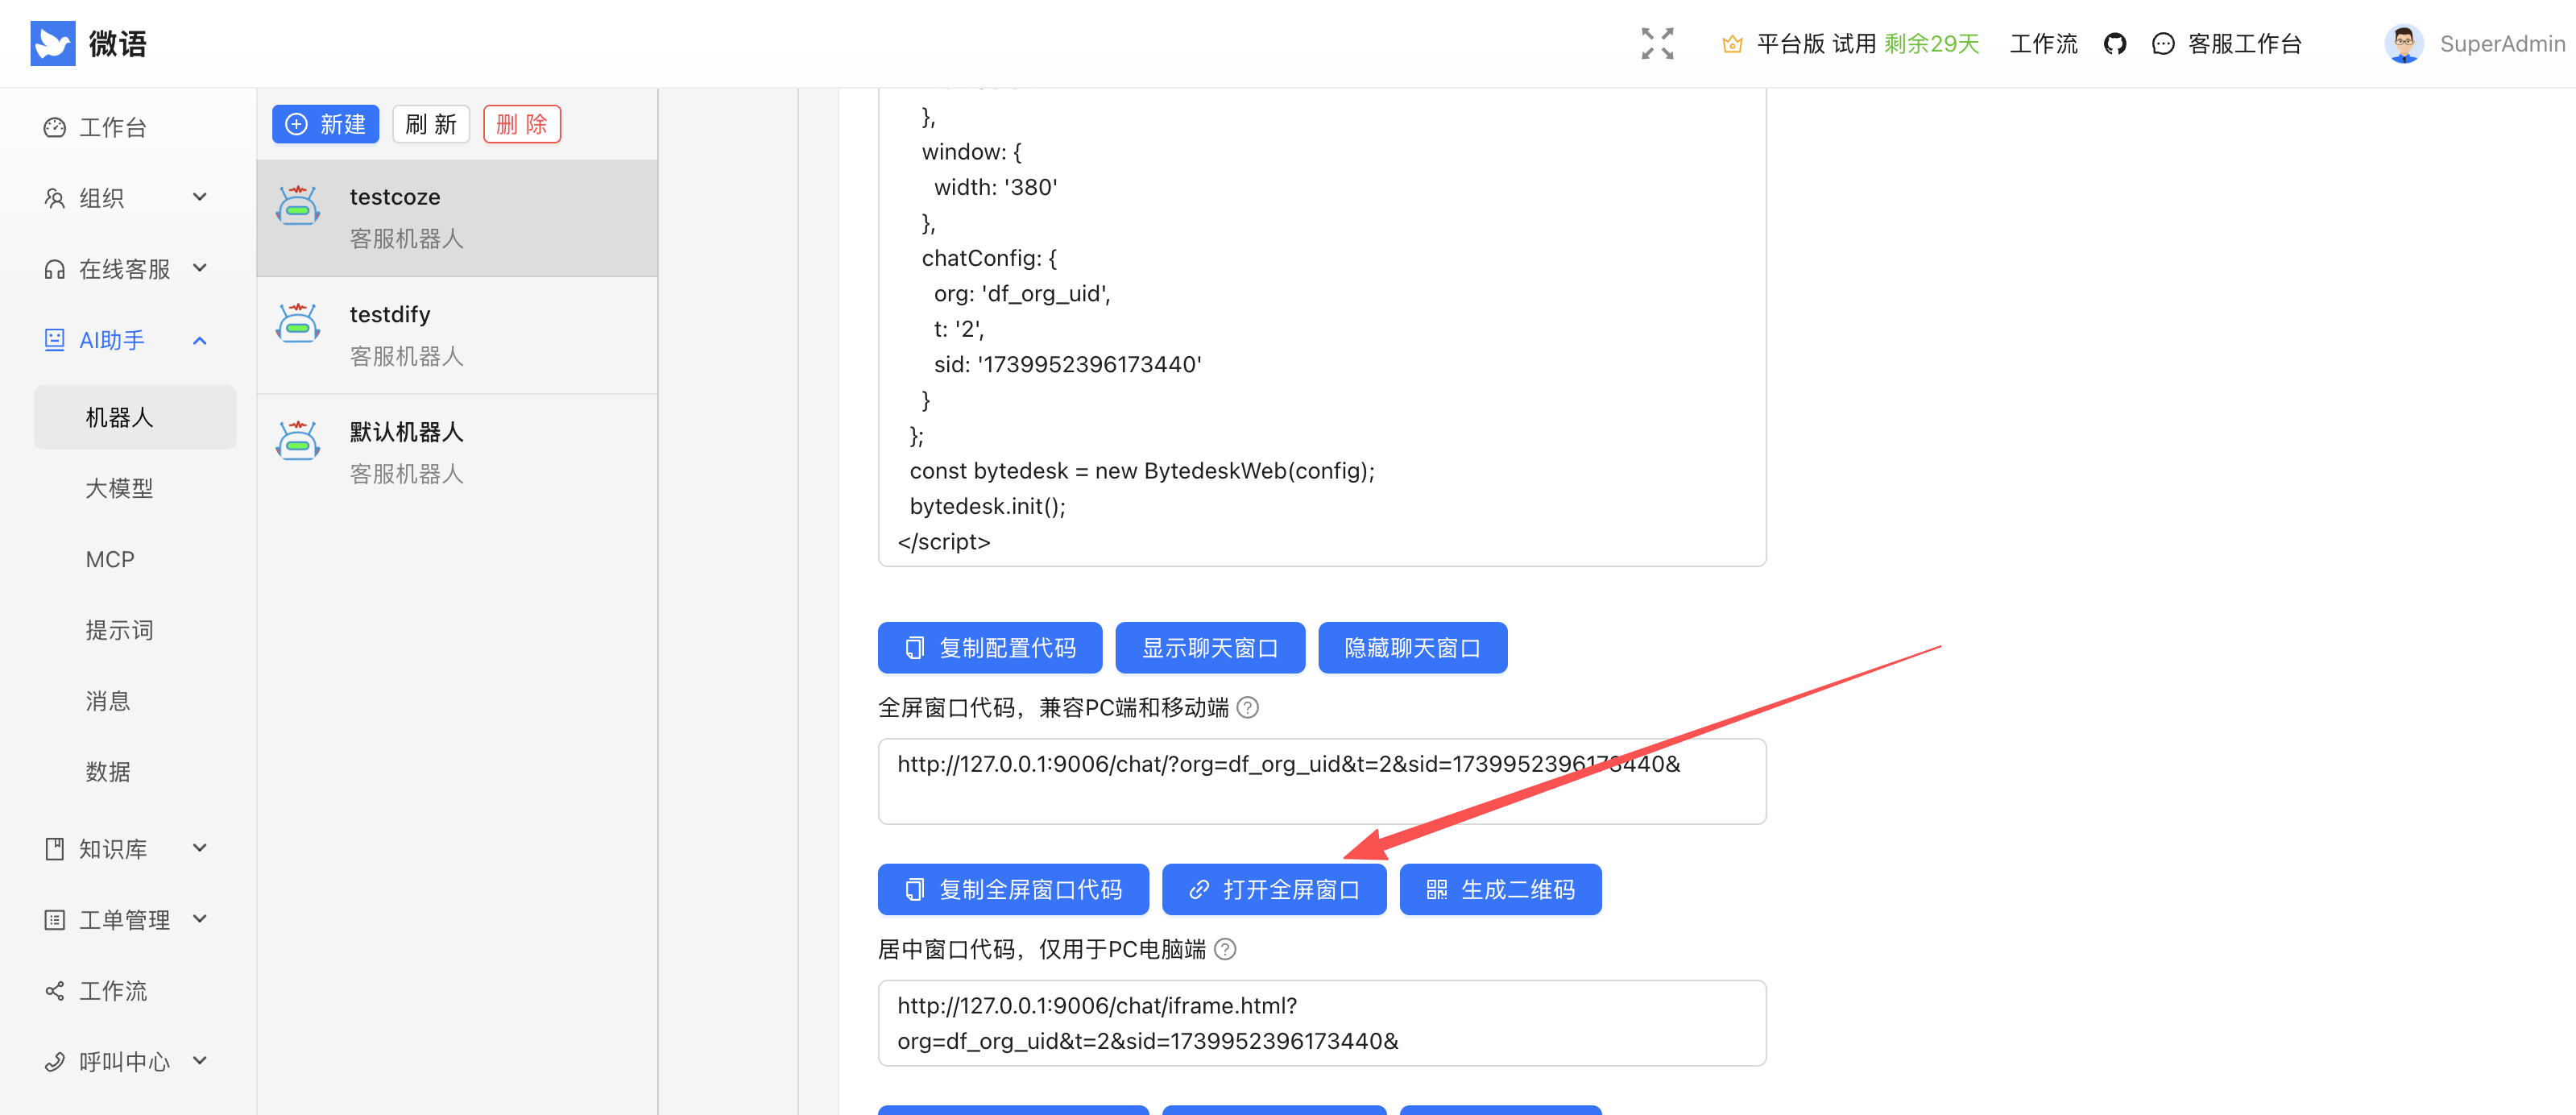 微语
平台版 试用 剩余29天
工作流
客服工作台
SuperAdmin
工作台
组织
在线客服
AI助手
机器人
大模型
MCP
提示词
消息
数据
知识库
工单管理
工作流
呼叫中心
新建
刷 新
删 除
testcoze
客服机器人
testdify
客服机器人
默认机器人
客服机器人
},
window: {
width: '380'
},
chatConfig: {
org: 'df_org_uid',
t: '2',
sid: '1739952396173440'
}
};
const bytedesk = new BytedeskWeb(config);
bytedesk.init();
</script>
复制配置代码
显示聊天窗口
隐藏聊天窗口
全屏窗口代码，兼容PC端和移动端
http://127.0.0.1:9006/chat/?org=df_org_uid&t=2&sid=1739952396173440&
复制全屏窗口代码
打开全屏窗口
生成二维码
居中窗口代码，仅用于PC电脑端
http://127.0.0.1:9006/chat/iframe.html?
org=df_org_uid&t=2&sid=1739952396173440&